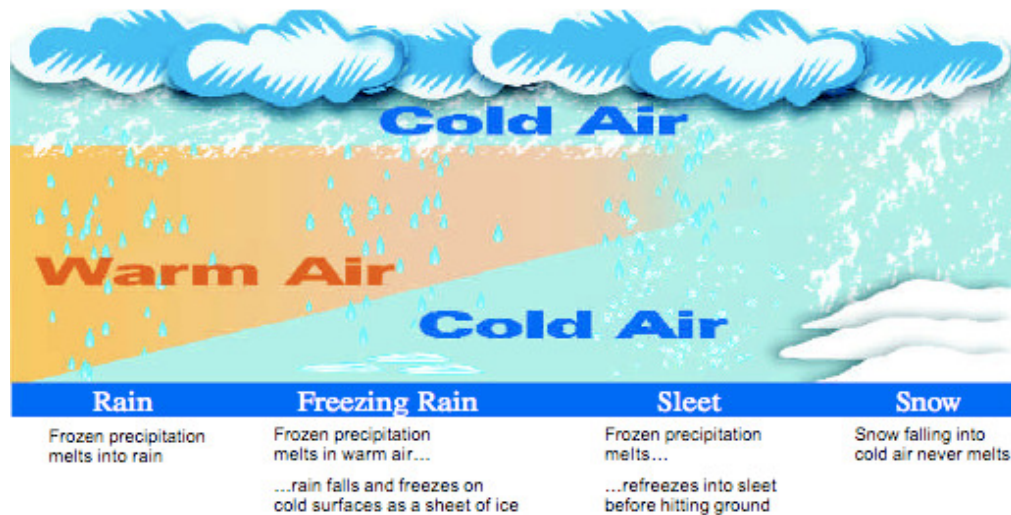 Cold Air
Warm Air
Cold Air
Rain
Freezing Rain
Sleet
Snow
Frozen precipitation
melts into rain
Frozen precipitation
melts in warm air...
...rain falls and freezes on
cold surfaces as a sheet of ice
Frozen precipitation
melts...
...refreezes into sleet
before hitting ground
Snow falling into
cold air never melts